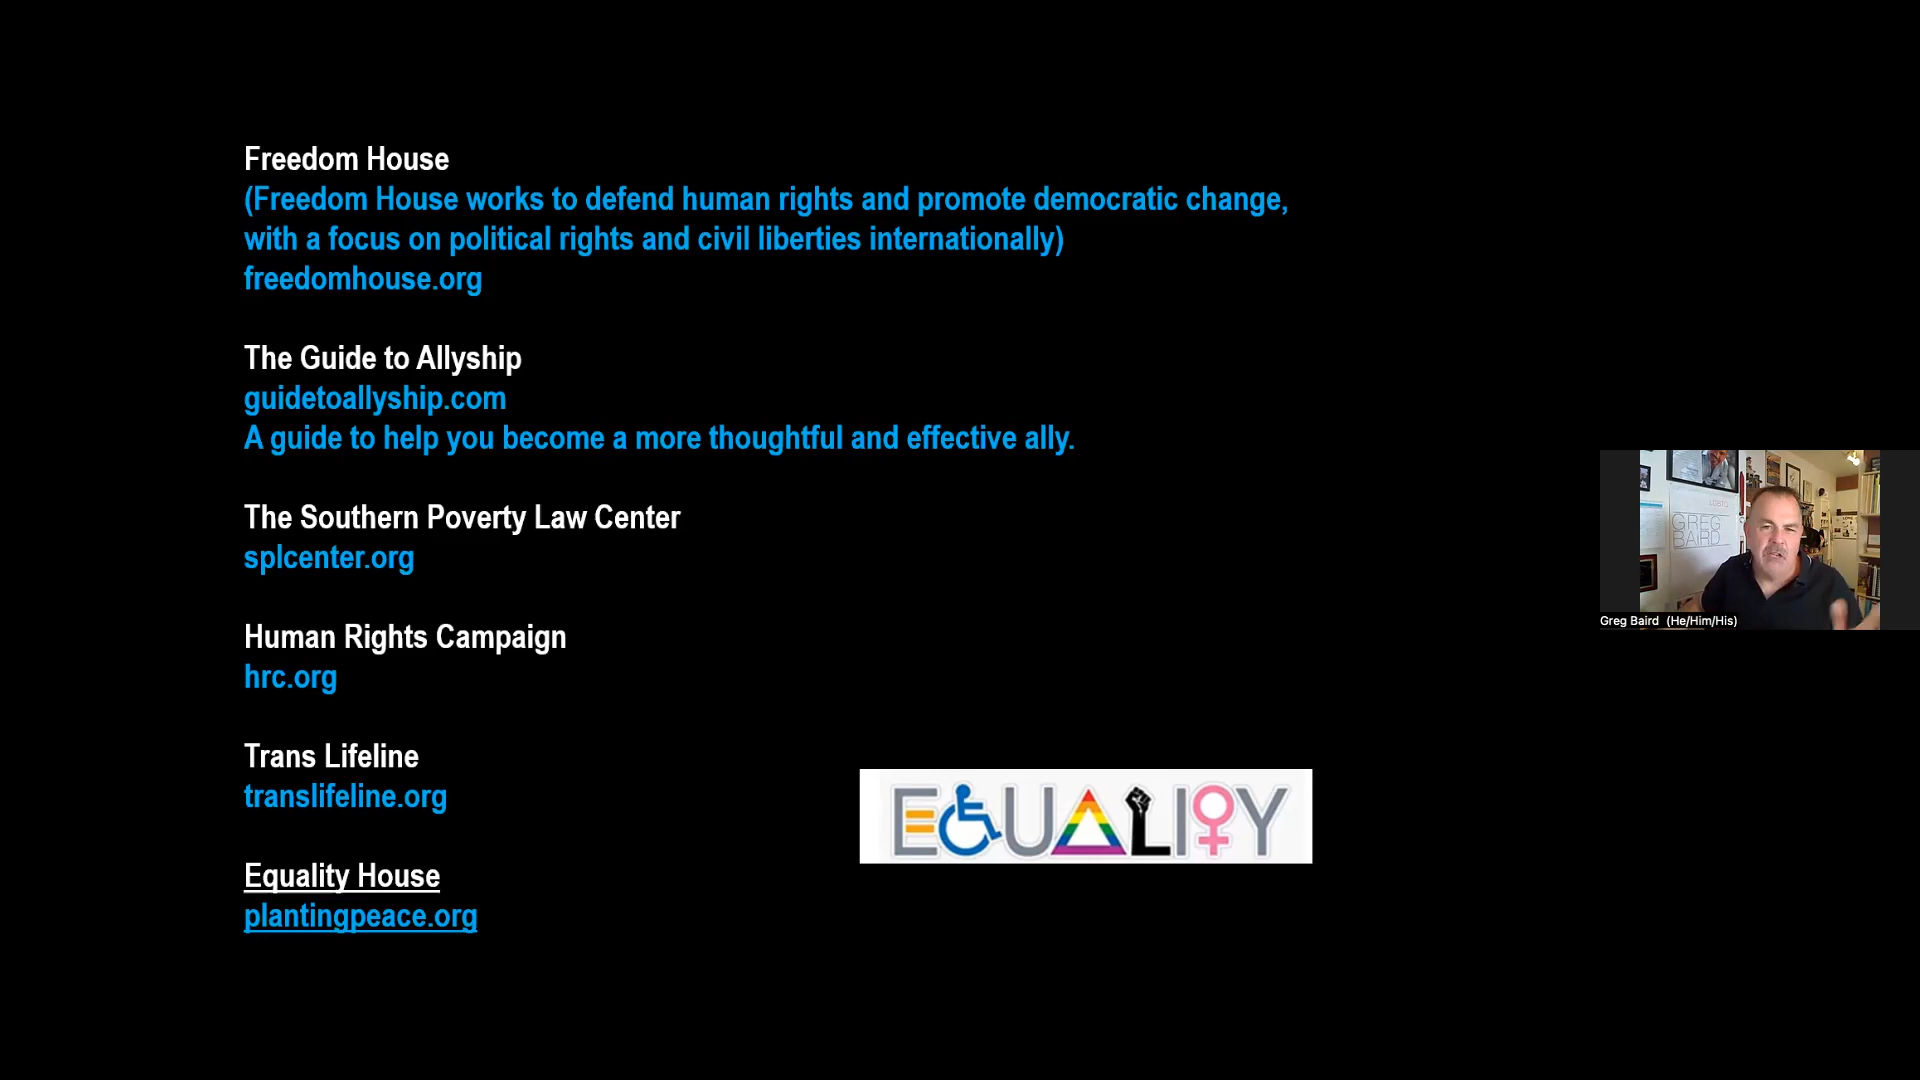 Freedom House
(Freedom House works to defend human rights and promote democratic change,
with a focus on political rights and civil liberties internationally)
freedomhouse.org
The Guide to Allyship
guidetoallyship.com
A guide to help you become a more thoughtful and effective ally.
The Southern Poverty Law Center
splcenter.org
Human Rights Campaign
hrc.org
Trans Lifeline
translifeline.org
Equality House
plantingpeace.org
EQUALITY
GREG
BAIRD
Greg Baird (He/Him/His)